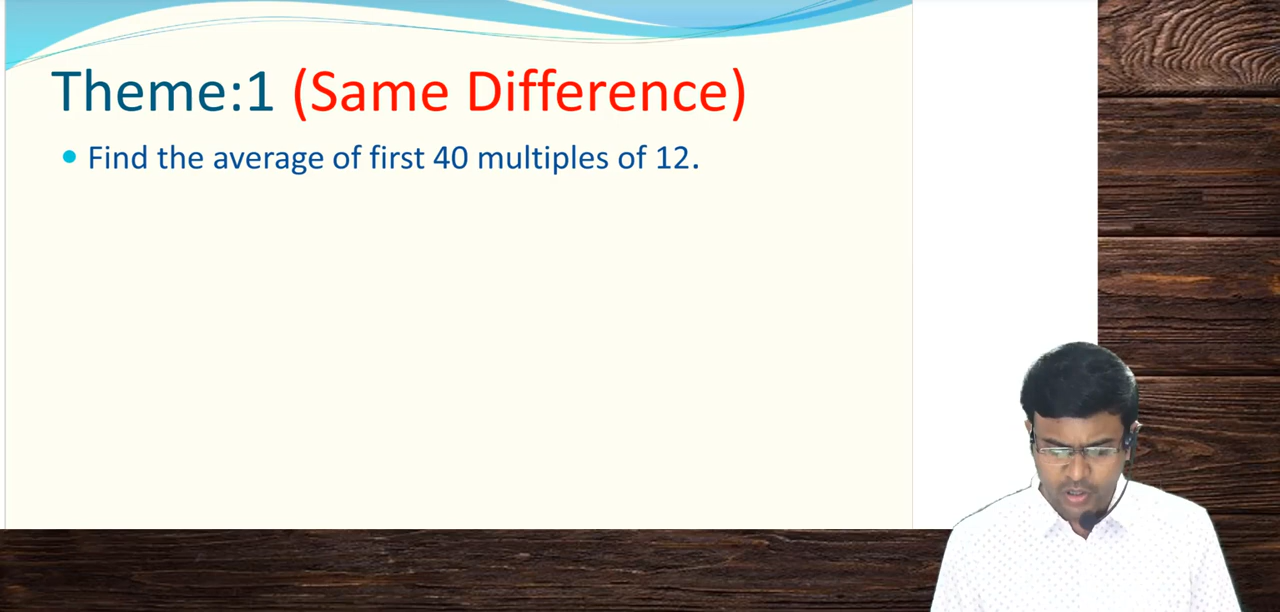 Theme:1 (Same Difference)
Find the average of first 40 multiples of 12.